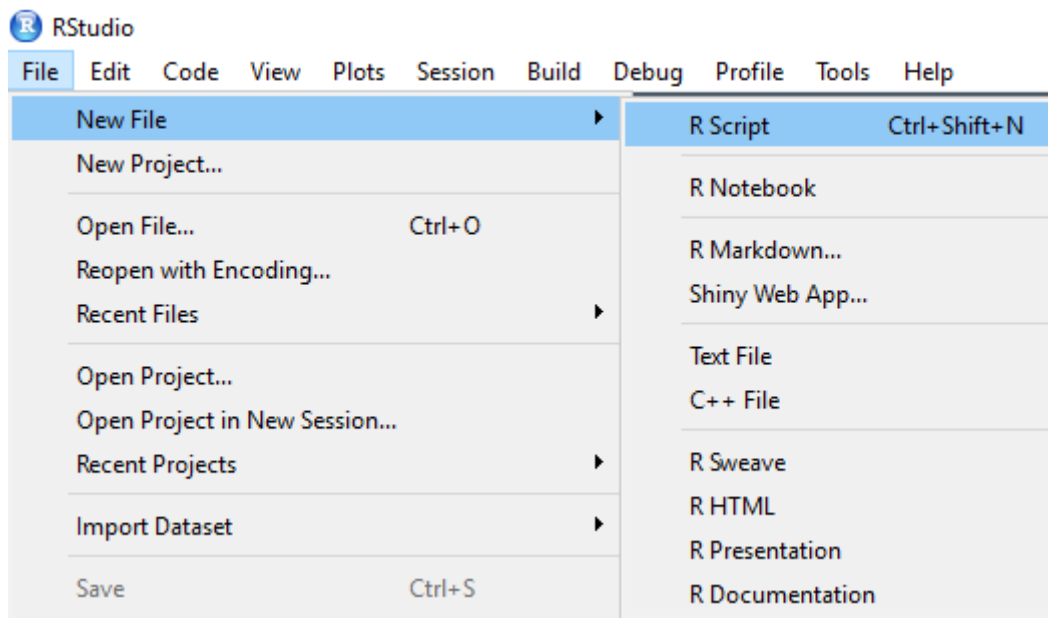 R RStudio
File Edit Code View Plots Session Build Debug Profile Tools Help
New File
New Project...
Open File... Ctrl+O
Reopen with Encoding...
Recent Files
Open Project...
Open Project in New Session...
Recent Projects
Import Dataset
Save Ctrl+S
R Script Ctrl+Shift+N
R Notebook
R Markdown...
Shiny Web App...
Text File
C++ File
R Sweave
R HTML
R Presentation
R Documentation